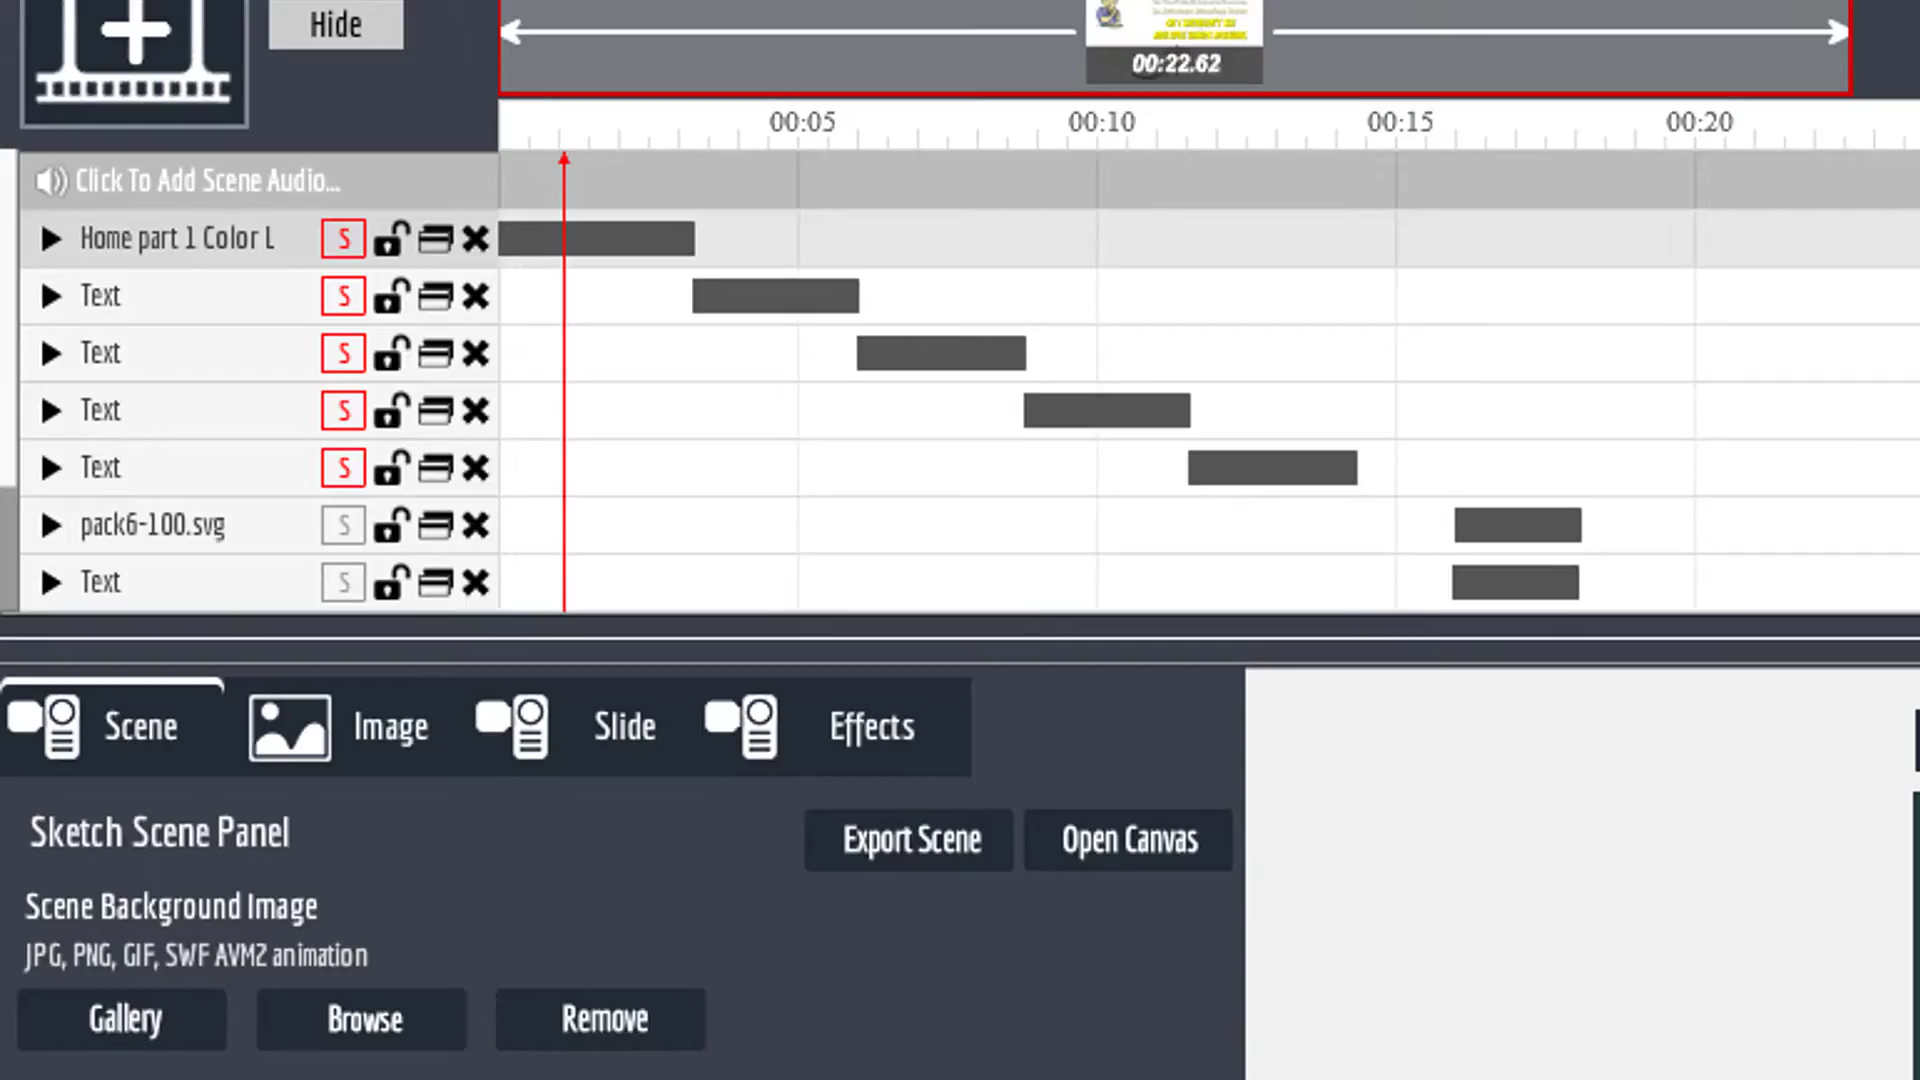 Hide
00:22.62
00:05 00:10 00:15 00:20
Click To Add Scene Audio...
Home part 1 Color L S
Text S
Text S
Text S
Text S
pack6-100.svg S
Text S
Scene Image Slide Effects
Sketch Scene Panel Export Scene Open Canvas
Scene Background Image
JPG, PNG, GIF, SWF AVM2 animation
Gallery Browse Remove